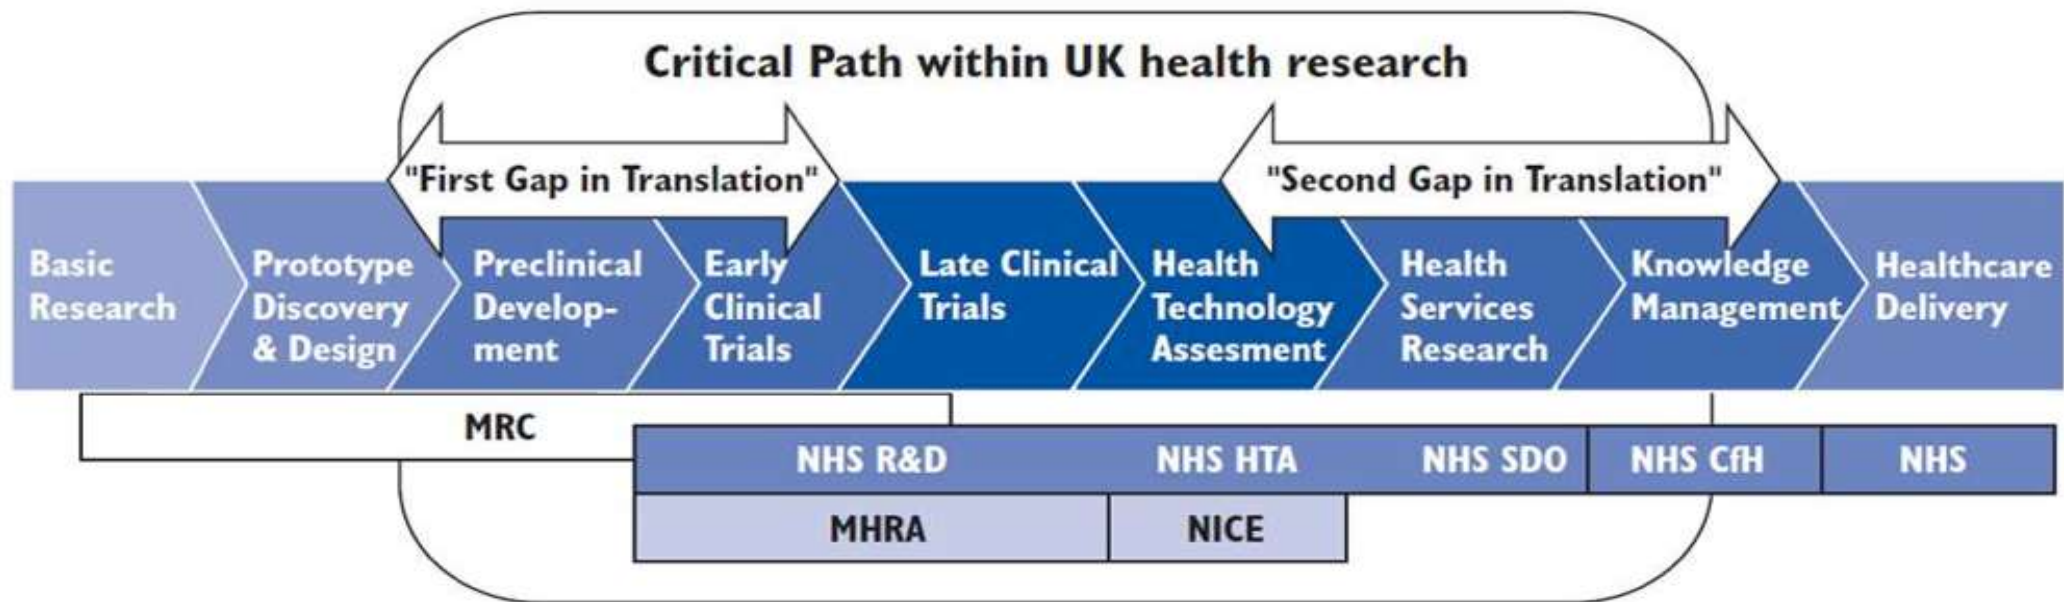 Critical Path within UK health research
"First Gap in Translation"
"Second Gap in Translation"
Basic
Research
Prototype
Discovery
& Design
Preclinical
Develop-
ment
Early
Clinical
Trials
Late Clinical
Trials
Health
Technology
Assesment
Health
Services
Research
Knowledge
Management
Healthcare
Delivery
MRC
NHS R&D
NHS HTA
NHS SDO
NHS CfH
NHS
MHRA
NICE